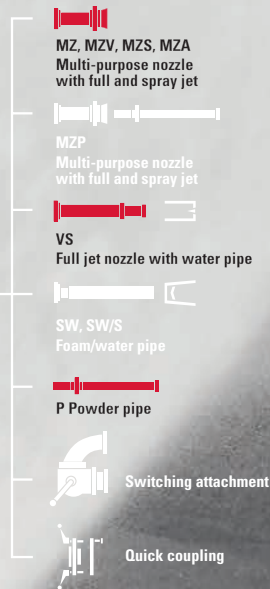 MZ, MZV, MZS, MZA
Multi-purpose nozzle
with full and spray jet
MZP
Multi-purpose nozzle
with full and spray jet
VS
Full jet nozzle with water pipe
SW, SW/S
Foam/water pipe
P Powder pipe
Switching attachment
Quick coupling